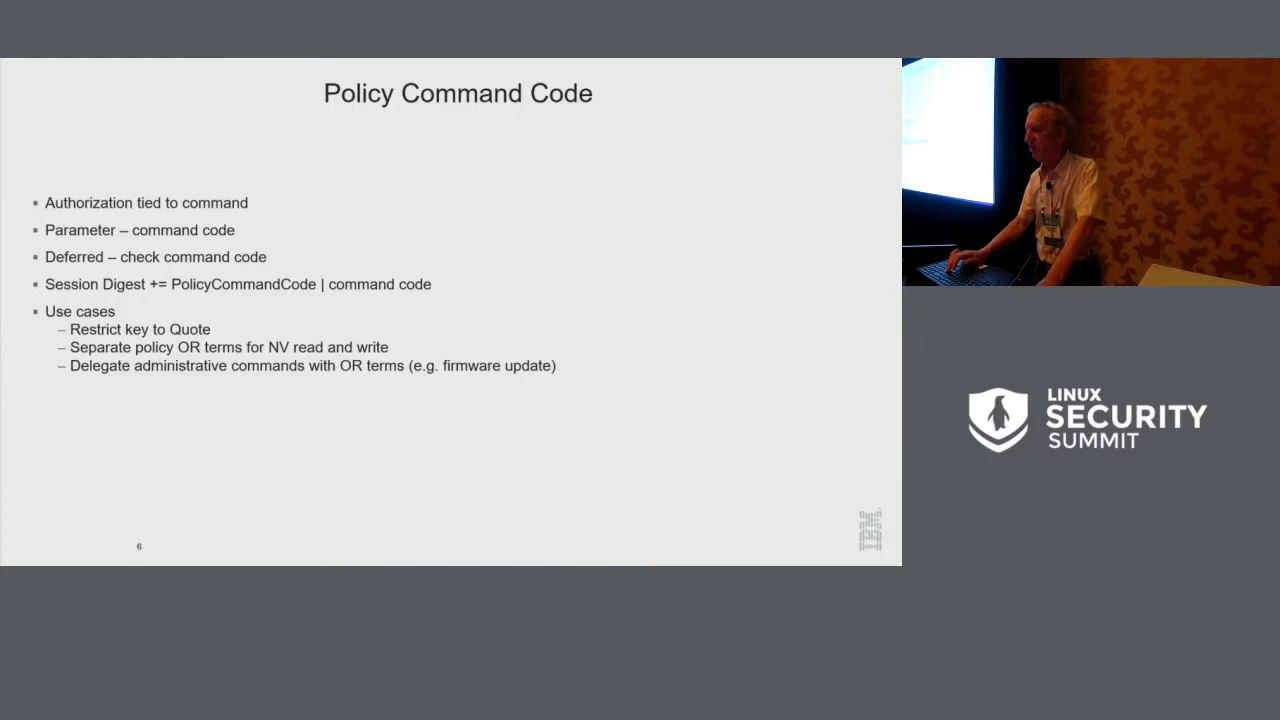 Policy Command Code
▪ Authorization tied to command
▪ Parameter – command code
▪ Deferred – check command code
▪ Session Digest += PolicyCommandCode | command code
▪ Use cases
– Restrict key to Quote
– Separate policy OR terms for NV read and write
– Delegate administrative commands with OR terms (e.g. firmware update)
6
IBM
LINUX
SECURITY
SUMMIT